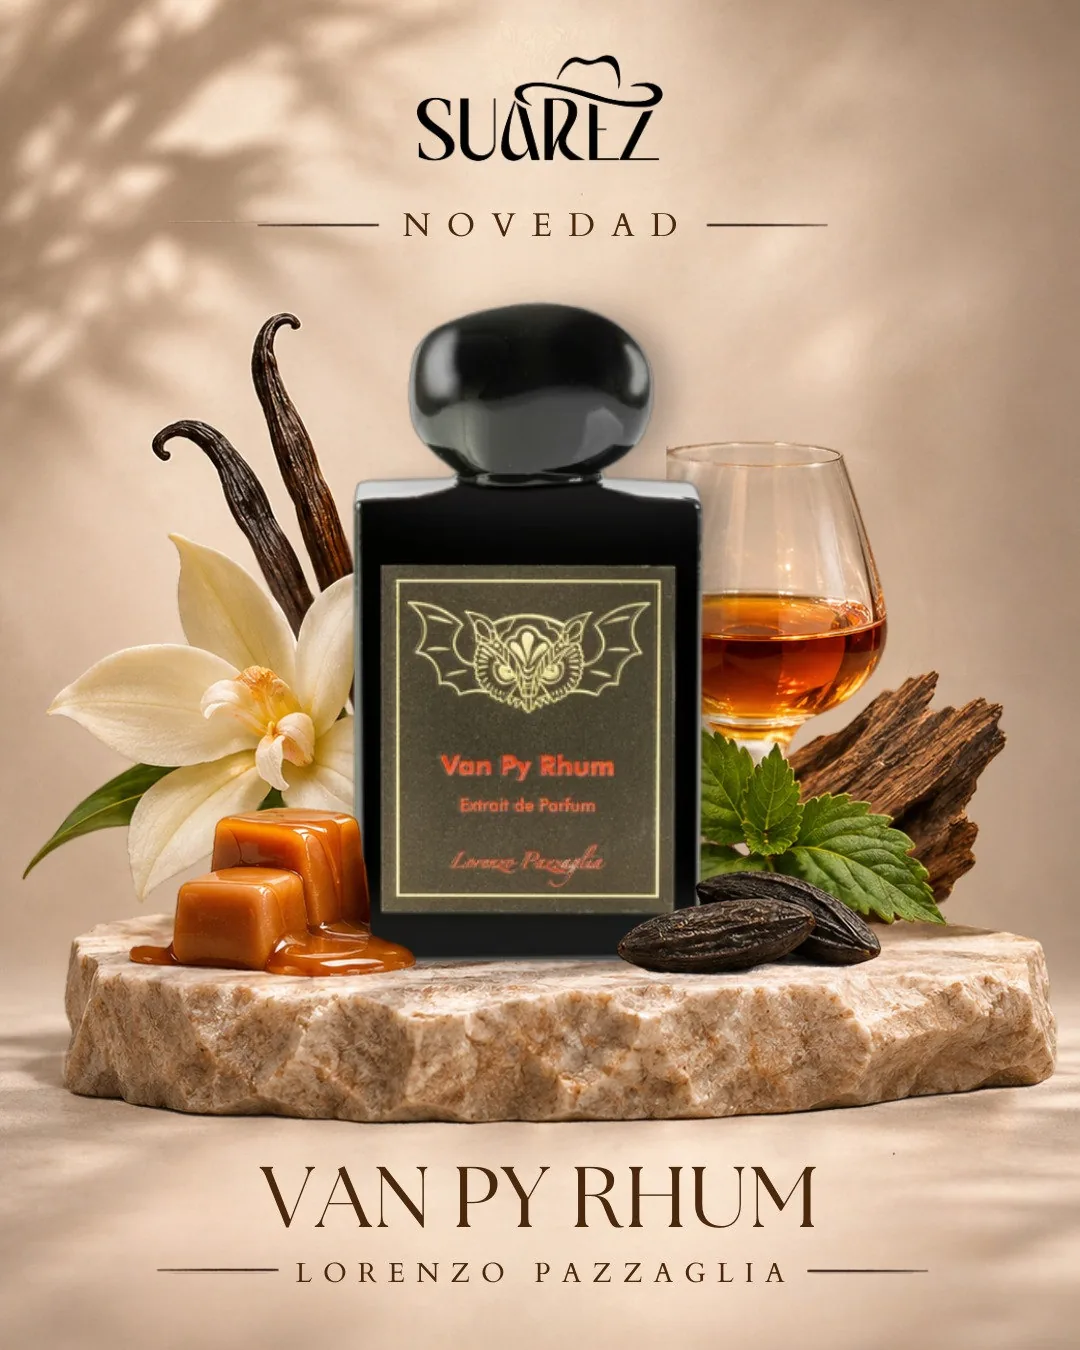 SUAREZ
NOVEDAD
Van Py Rhum
Extrait de Parfum
Lorenzo Pazzaglia
VAN PY RHUM
LORENZO PAZZAGLIA